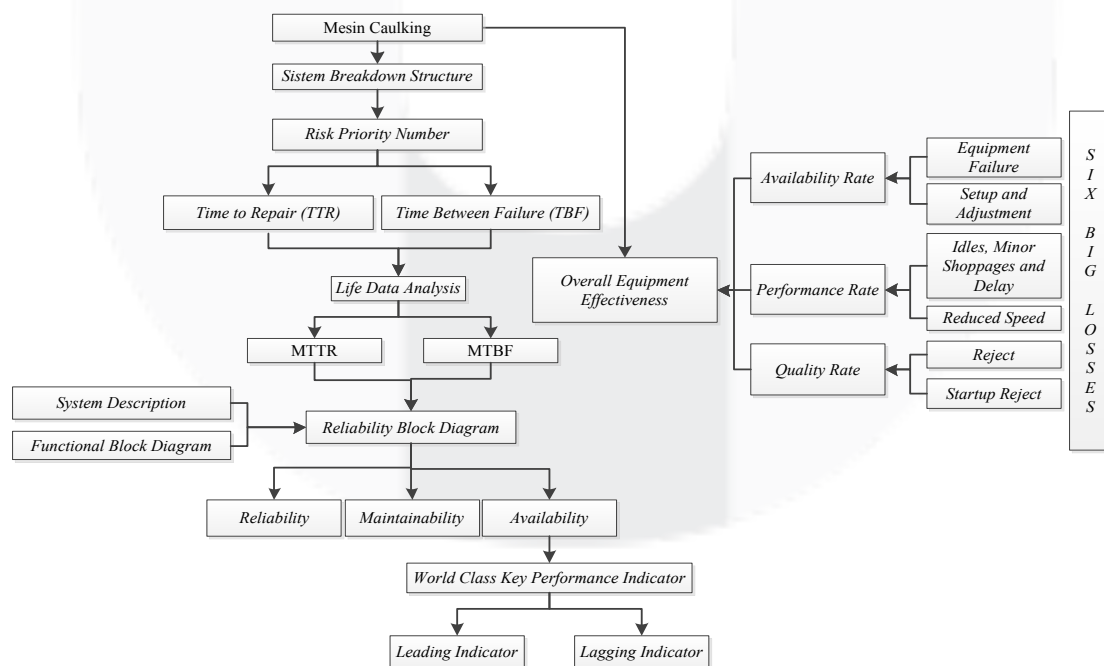 Mesin Caulking
Sistem Breakdown Structure
Risk Priority Number
Time to Repair (TTR)
Time Between Failure (TBF)
Life Data Analysis
MTTR
MTBF
System Description
Functional Block Diagram
Reliability Block Diagram
Reliability
Maintainability
Availability
World Class Key Performance Indicator
Leading Indicator
Lagging Indicator
Overall Equipment
Effectiveness
Availability Rate
Performance Rate
Quality Rate
Equipment
Failure
Setup and
Adjustment
Idles, Minor
Shoppages and
Delay
Reduced Speed
Reject
Startup Reject
S
I
X
B
I
G
L
O
S
S
E
S